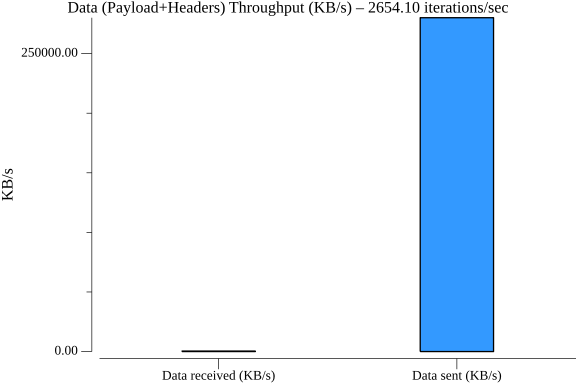 Data (Payload+Headers) Throughput (KB/s) – 2654.10 iterations/sec
250000.00
KB/s
0.00
Data received (KB/s)
Data sent (KB/s)